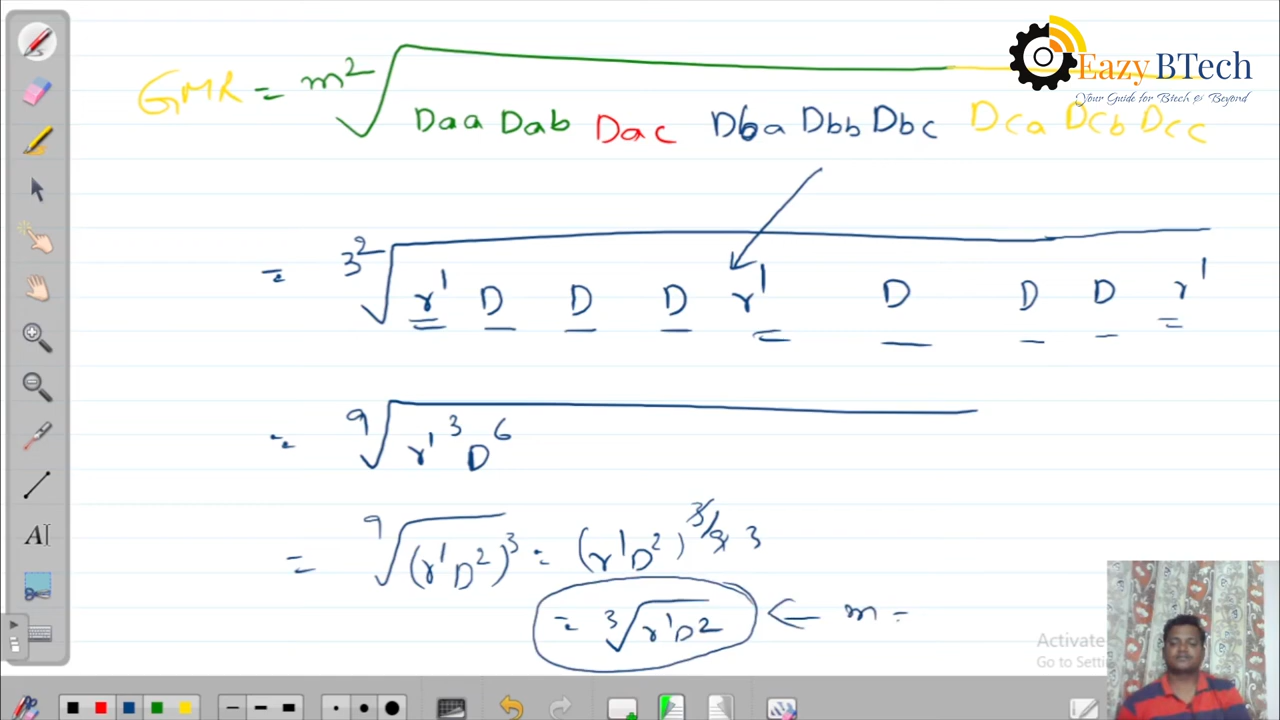 Eazy BTech
Your Guide for Btech & Beyond
GMR = m² √ Daa Dab Dac Dba Dbb Dbc Dca Dcb Dcc
= 3² √ r' D D D r' D D D r'
= ⁹√ r'³ D⁶
= ⁹√ (r'D²)³ = (r'D²)^3/9 3
= ³√ r'D² ← m =
Activate
Go to Setti
A